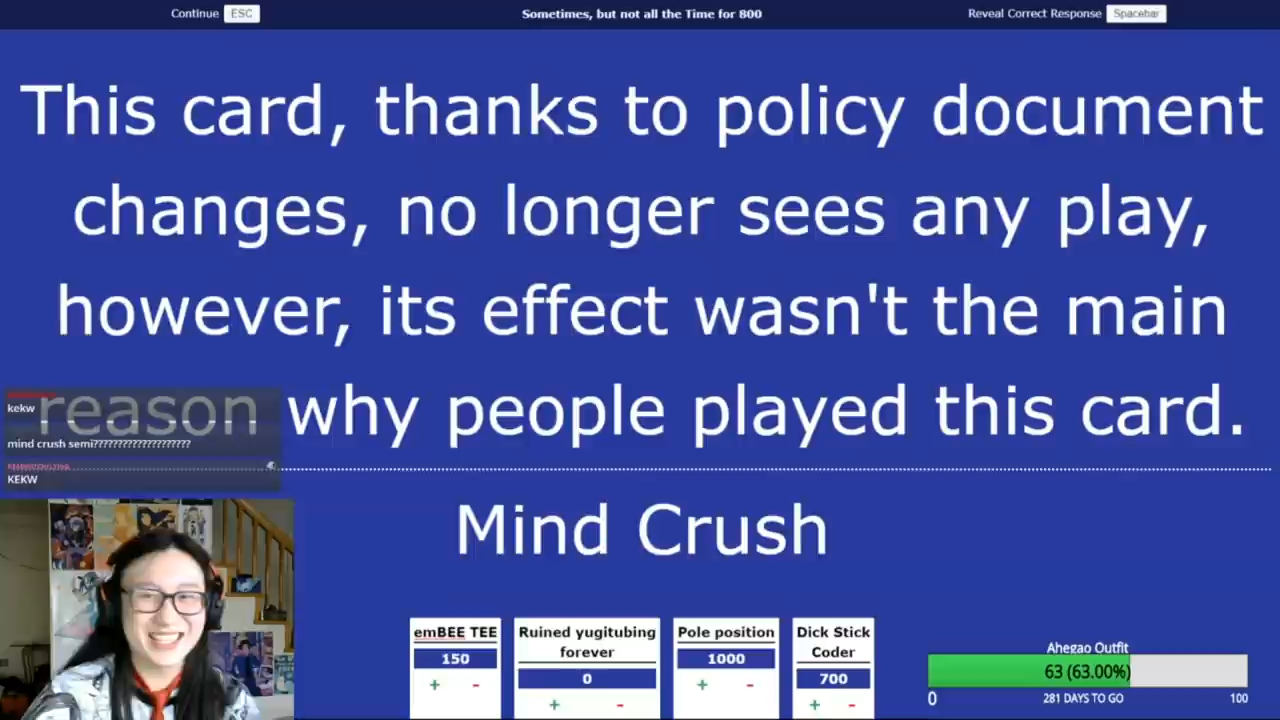 Continue ESC
Sometimes, but not all the Time for 800
Reveal Correct Response Spacebar
This card, thanks to policy document
changes, no longer sees any play,
however, its effect wasn't the main
reason why people played this card.
kekw
mind crush semi????????????????????
KEKW
Mind Crush
emBEE TEE
150
+ -
Ruined yugitubing
forever
0
+ -
Pole position
1000
+ -
Dick Stick
Coder
700
+ -
Ahegao Outfit
63 (63.00%)
0 281 DAYS TO GO 100